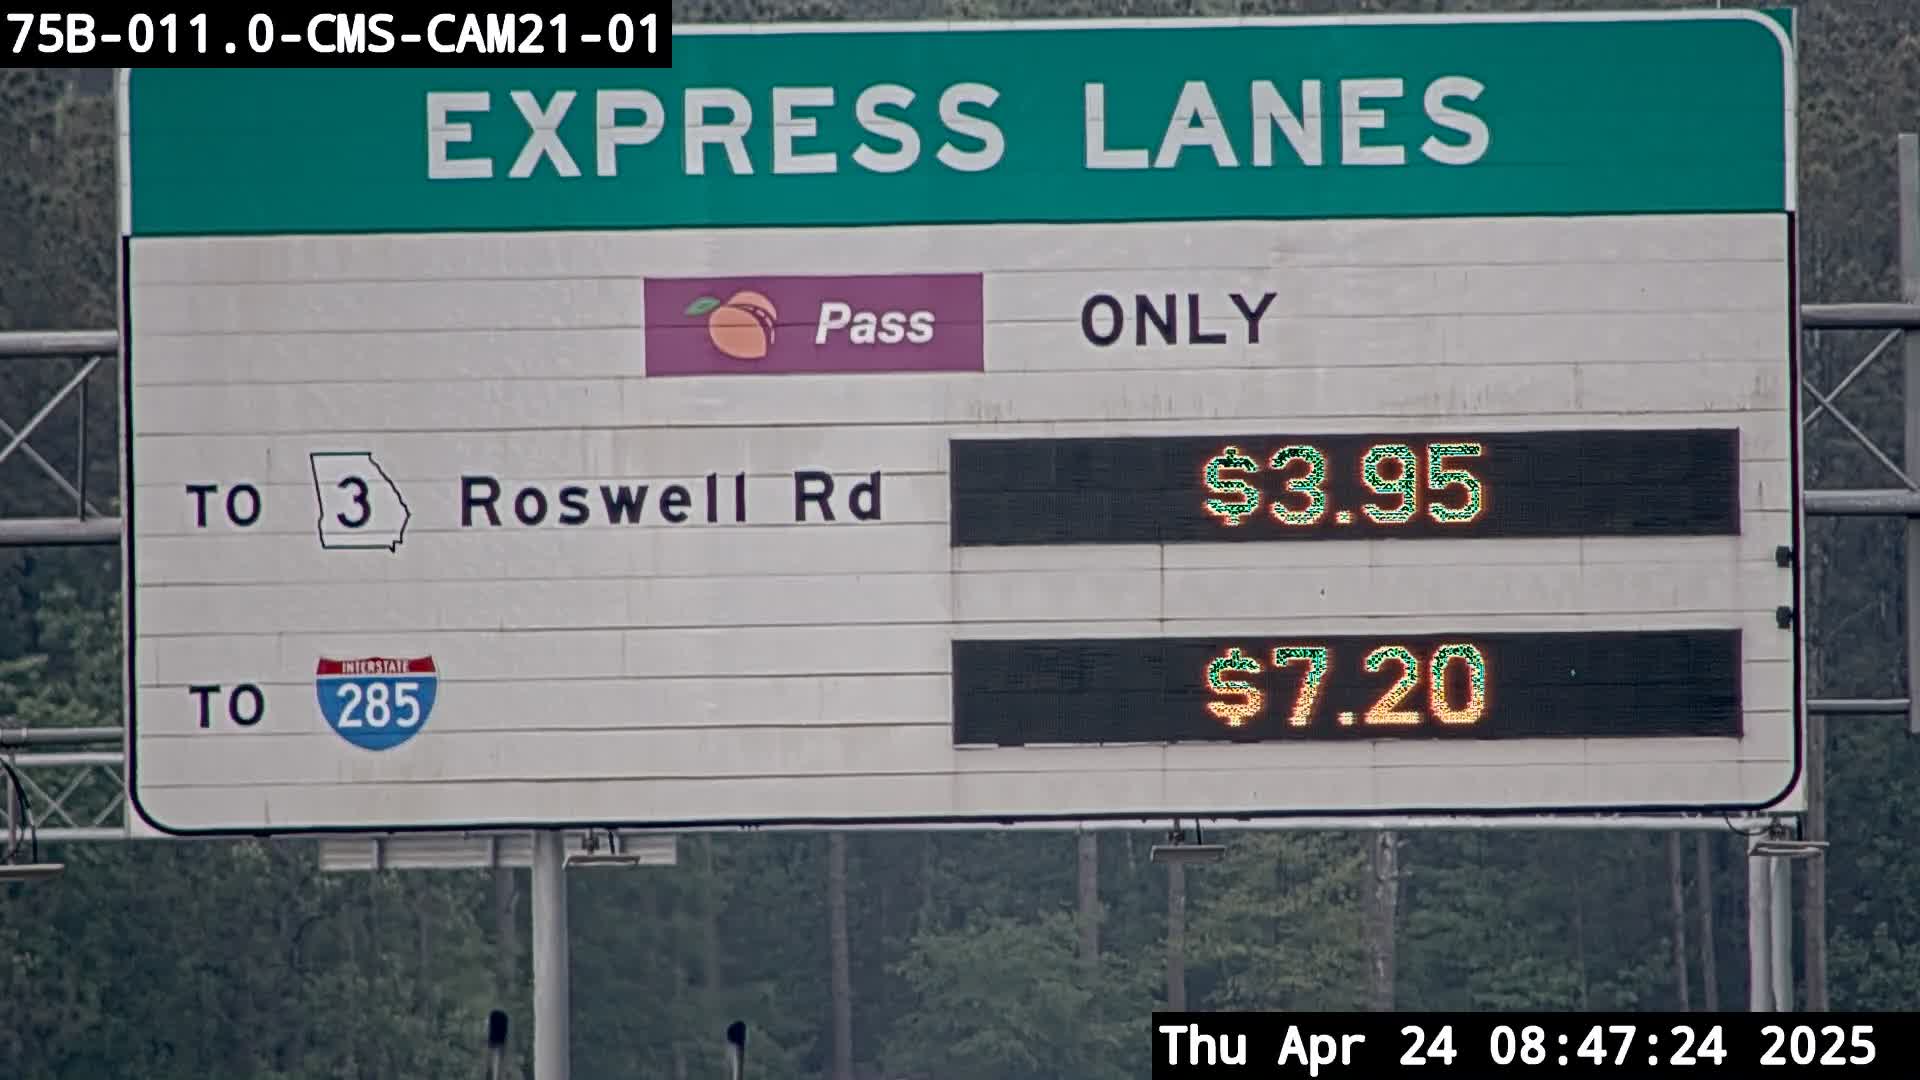 75B-011.0-CMS-CAM21-01
EXPRESS LANES
Pass ONLY
TO 3 Roswell Rd $3.95
INTERSTATE
TO 285 $7.20
Thu Apr 24 08:47:24 2025